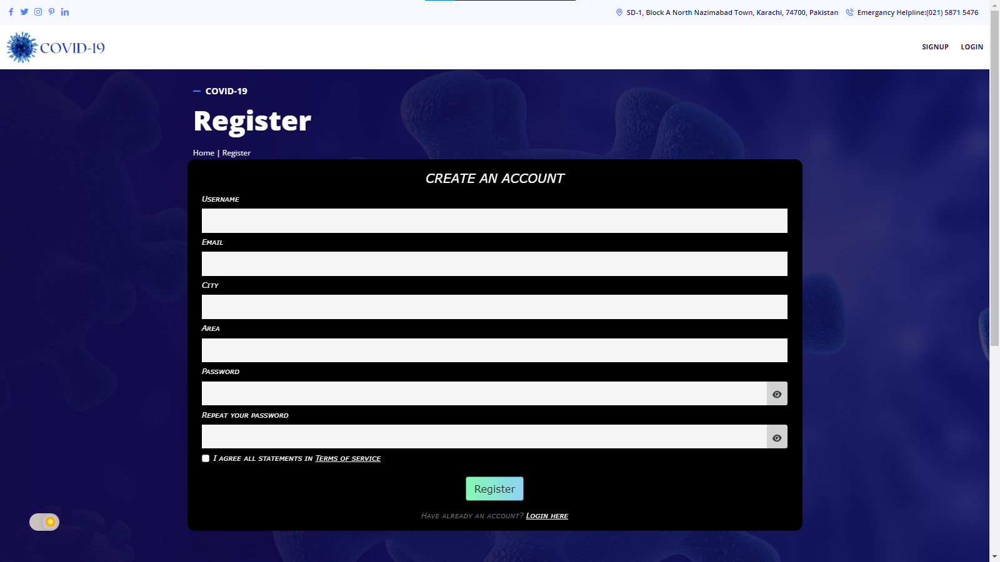 SD-1, Block A North Nazimabad Town, Karachi, 74700, Pakistan
Emergancy Helpline:(021) 5871 5476
COVID-19
SIGNUP
LOGIN
COVID-19
Register
Home | Register
CREATE AN ACCOUNT
Username
Email
City
Area
Password
Repeat your password
I agree all statements in Terms of service
Register
Have already an account? Login here